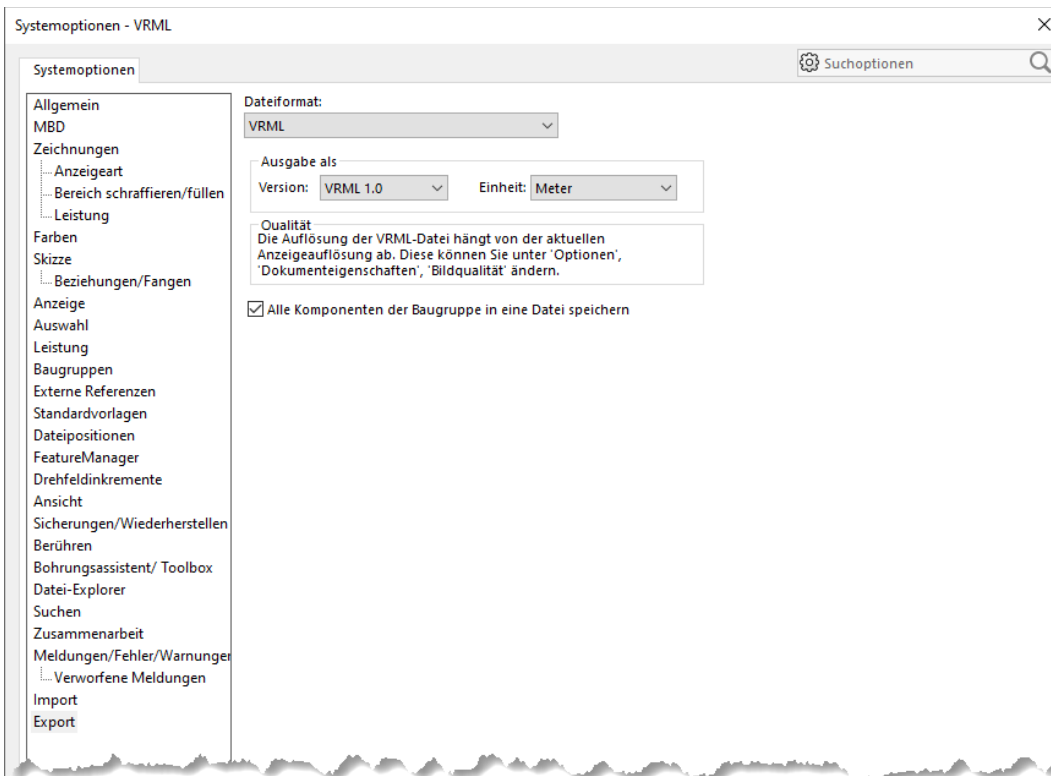 Systemoptionen - VRML
Systemoptionen
Suchoptionen
Allgemein
MBD
Zeichnungen
Anzeigeart
Bereich schraffieren/füllen
Leistung
Farben
Skizze
Beziehungen/Fangen
Anzeige
Auswahl
Leistung
Baugruppen
Externe Referenzen
Standardvorlagen
Dateipositionen
FeatureManager
Drehfeldinkremente
Ansicht
Sicherungen/Wiederherstellen
Berühren
Bohrungsassistent/ Toolbox
Datei-Explorer
Suchen
Zusammenarbeit
Meldungen/Fehler/Warnunger
Verworfene Meldungen
Import
Export
Dateiformat:
VRML
Ausgabe als
Version: VRML 1.0 Einheit: Meter
Qualität
Die Auflösung der VRML-Datei hängt von der aktuellen
Anzeigeauflösung ab. Diese können Sie unter 'Optionen',
'Dokumenteigenschaften', 'Bildqualität' ändern.
Alle Komponenten der Baugruppe in eine Datei speichern